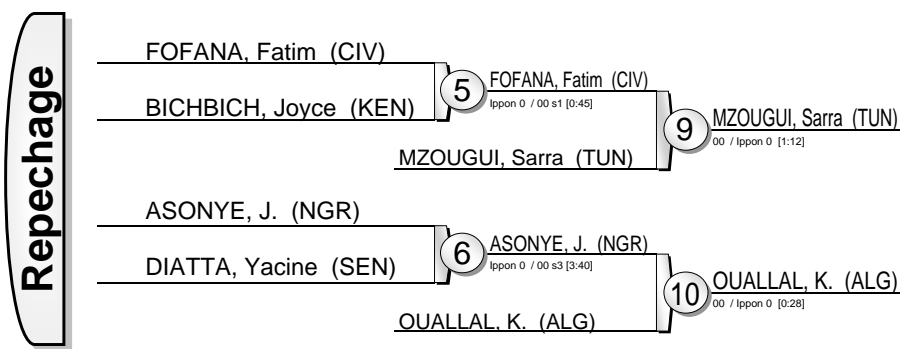 Repechage
FOFANA, Fatim (CIV)
BICHBICH, Joyce (KEN)
5
FOFANA, Fatim (CIV)
Ippon 0 / 00 s1 [0:45]
MZOUGUI, Sarra (TUN)
9
MZOUGUI, Sarra (TUN)
00 / Ippon 0 [1:12]
ASONYE, J. (NGR)
DIATTA, Yacine (SEN)
6
ASONYE, J. (NGR)
Ippon 0 / 00 s3 [3:40]
OUALLAL, K. (ALG)
10
OUALLAL, K. (ALG)
00 / Ippon 0 [0:28]